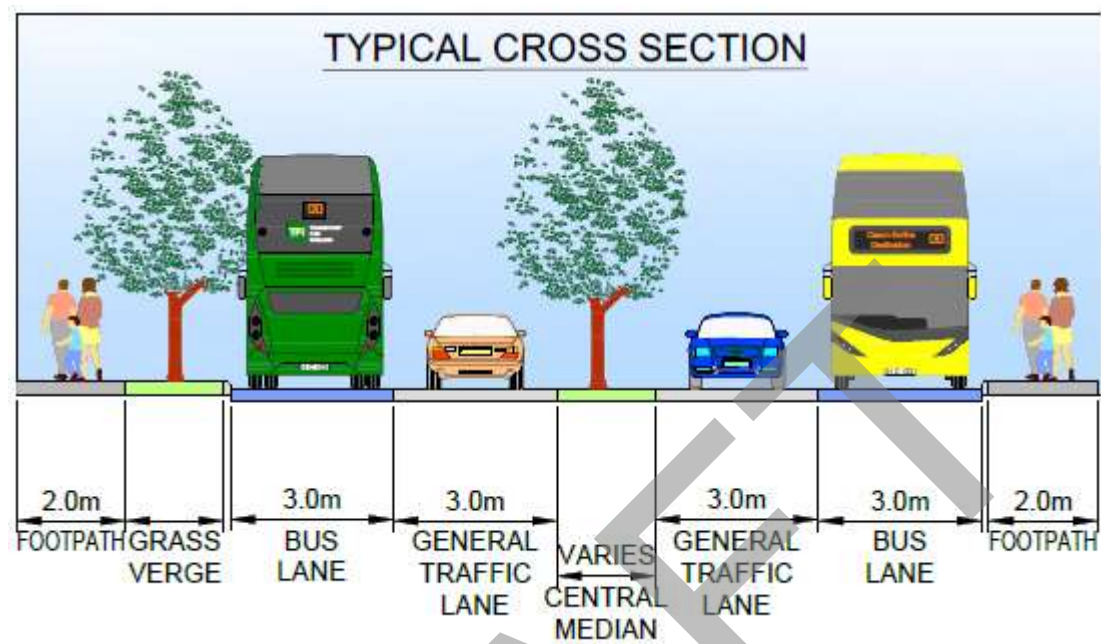 TYPICAL CROSS SECTION
TFI
2.0m
FOOTPATH
GRASS
VERGE
3.0m
BUS
LANE
3.0m
GENERAL
TRAFFIC
LANE
VARIES
CENTRAL
MEDIAN
3.0m
GENERAL
TRAFFIC
LANE
3.0m
BUS
LANE
2.0m
FOOTPATH